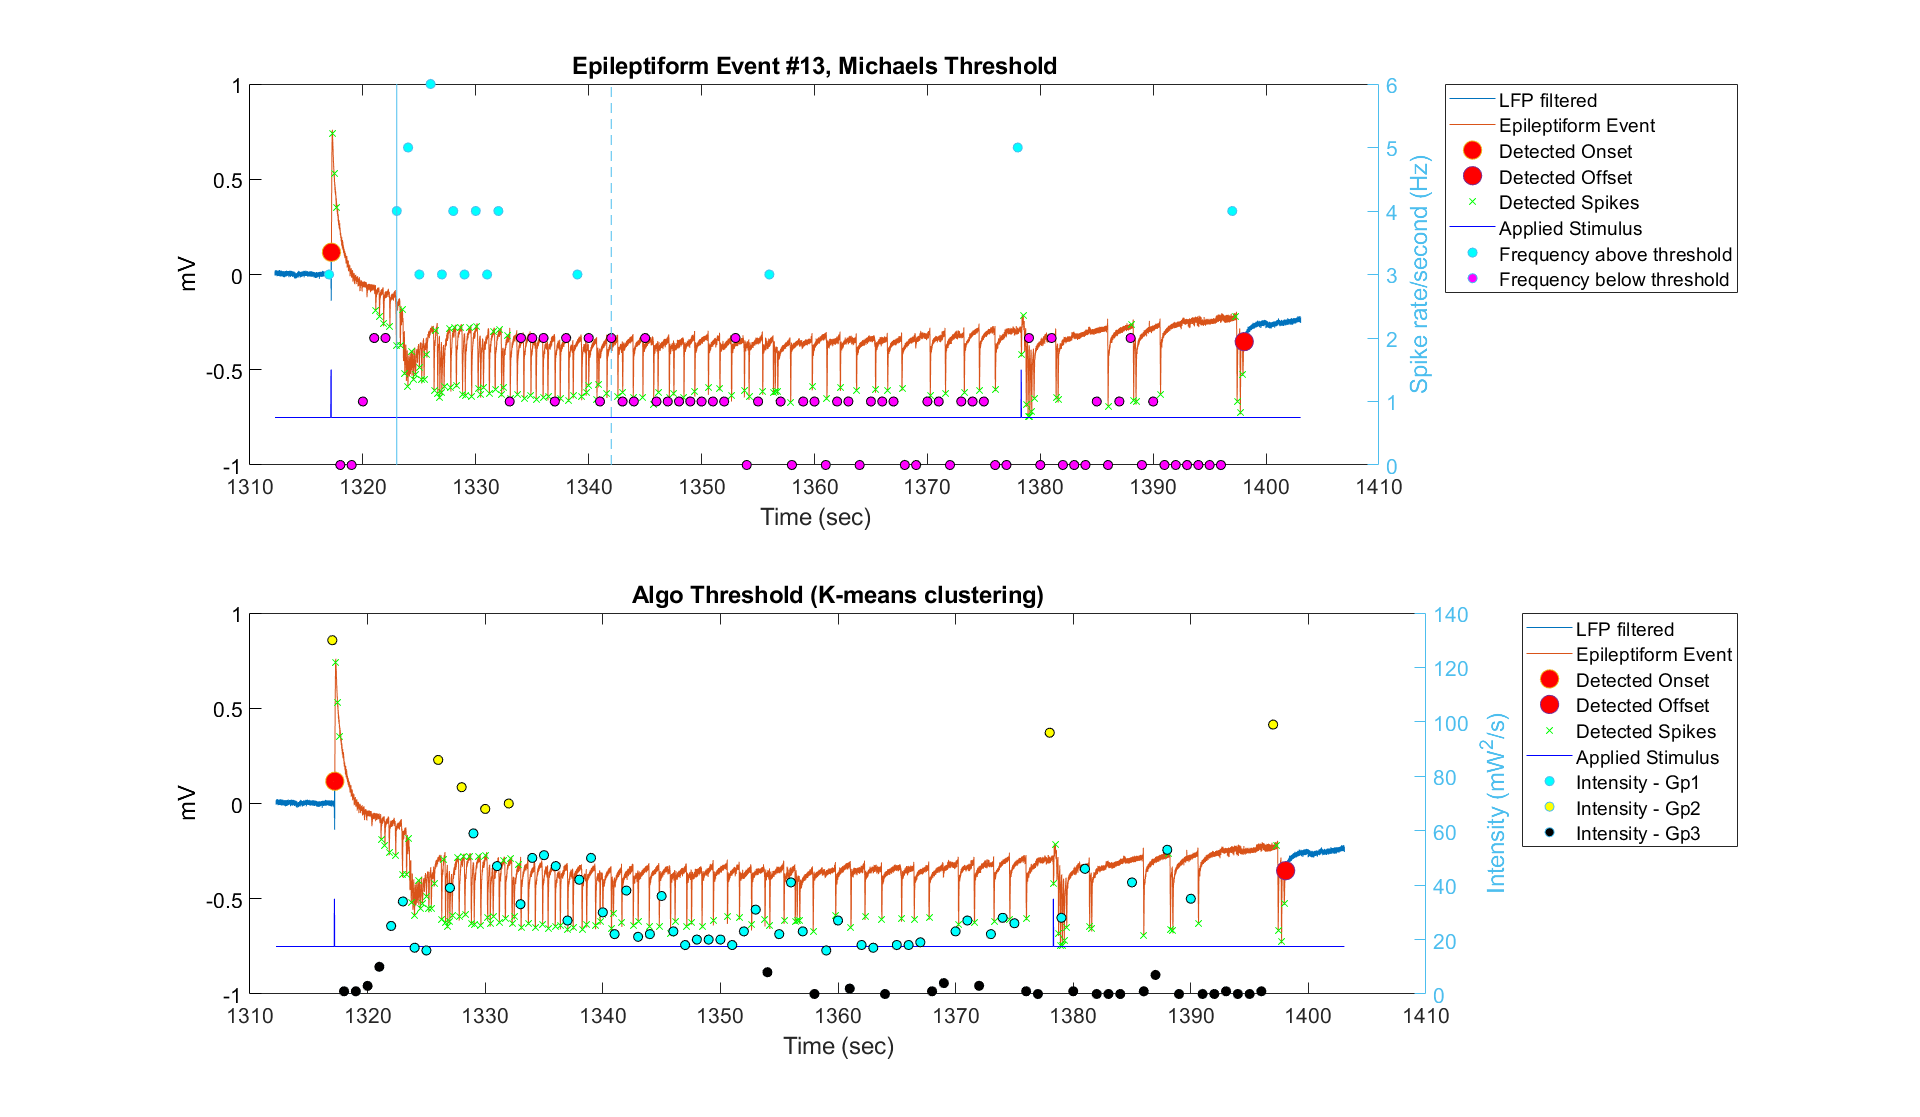 Epileptiform Event #13, Michaels Threshold
1
0.5
0
-0.5
-1
mV
1310
1320
1330
1340
1350
1360
1370
1380
1390
1400
1410
Time (sec)
6
5
4
3
2
1
0
Spike rate/second (Hz)
LFP filtered
Epileptiform Event
Detected Onset
Detected Offset
Detected Spikes
Applied Stimulus
Frequency above threshold
Frequency below threshold
Algo Threshold (K-means clustering)
1
0.5
0
-0.5
-1
mV
1310
1320
1330
1340
1350
1360
1370
1380
1390
1400
1410
Time (sec)
140
120
100
80
60
40
20
0
Intensity (mW²/s)
LFP filtered
Epileptiform Event
Detected Onset
Detected Offset
Detected Spikes
Applied Stimulus
Intensity - Gp1
Intensity - Gp2
Intensity - Gp3